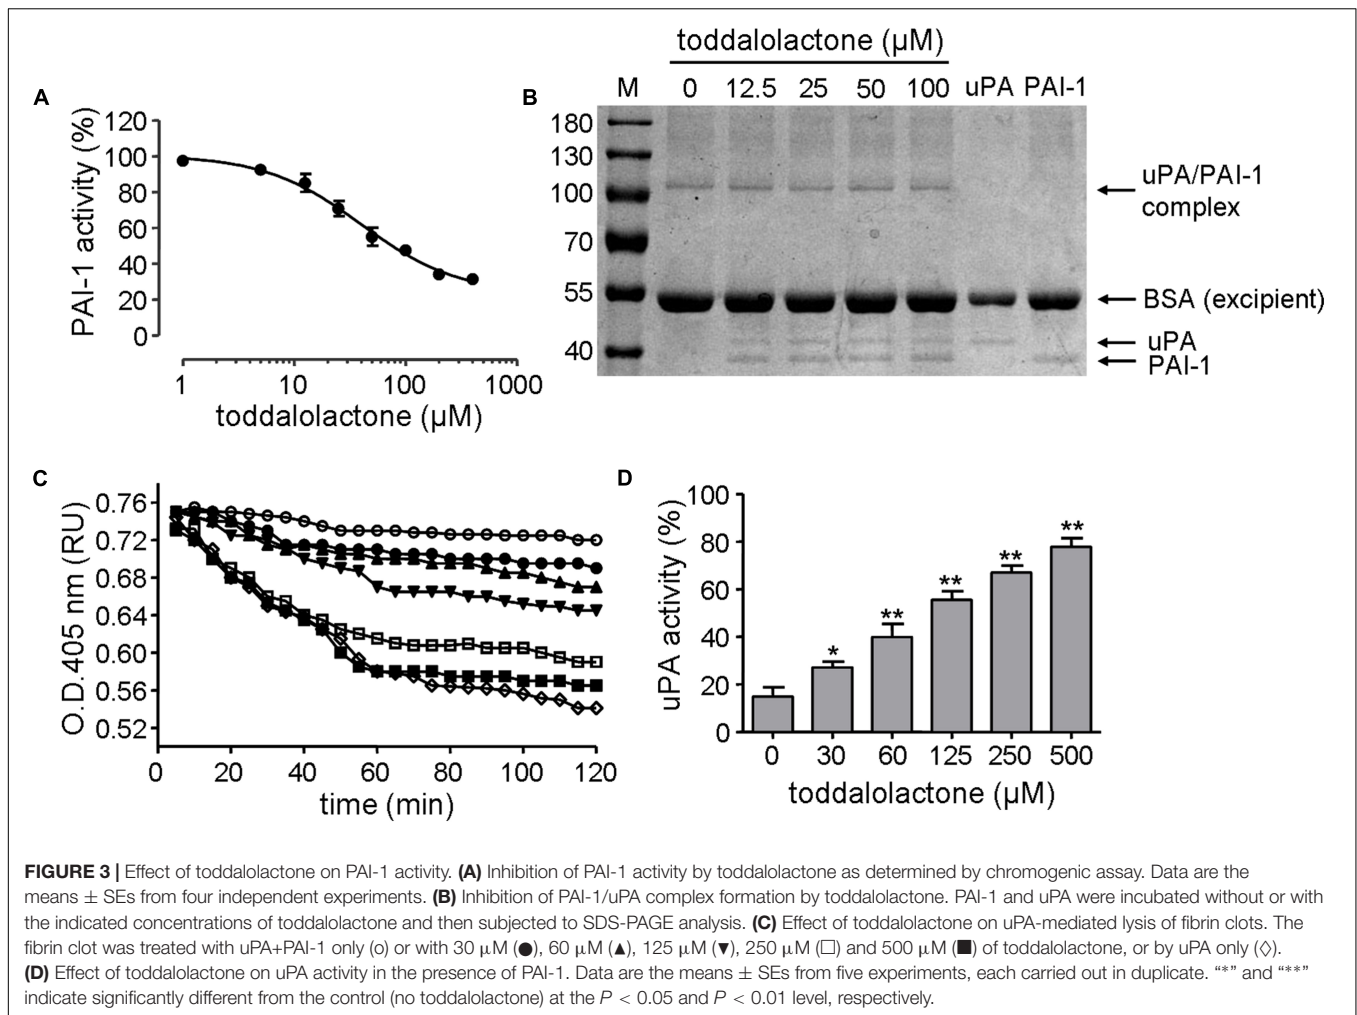 A
PAI-1 activity (%)
120
100
80
60
40
20
0
1 10 100 1000
toddalolactone (µM)
B
toddalolactone (µM)
M 0 12.5 25 50 100 uPA PAI-1
180
130
100
70
55
40
uPA/PAI-1
complex
BSA (excipient)
uPA
PAI-1
C
O.D.405 nm (RU)
0.76
0.72
0.68
0.64
0.60
0.56
0.52
0 20 40 60 80 100 120
time (min)
D
uPA activity (%)
100
80
60
40
20
0
* ** ** ** **
0 30 60 125 250 500
toddalolactone (µM)
FIGURE 3 | Effect of toddalolactone on PAI-1 activity. (A) Inhibition of PAI-1 activity by toddalolactone as determined by chromogenic assay. Data are the
means ± SEs from four independent experiments. (B) Inhibition of PAI-1/uPA complex formation by toddalolactone. PAI-1 and uPA were incubated without or with
the indicated concentrations of toddalolactone and then subjected to SDS-PAGE analysis. (C) Effect of toddalolactone on uPA-mediated lysis of fibrin clots. The
fibrin clot was treated with uPA+PAI-1 only (o) or with 30 µM (●), 60 µM (▲), 125 µM (▼), 250 µM (□) and 500 µM (■) of toddalolactone, or by uPA only (◇).
(D) Effect of toddalolactone on uPA activity in the presence of PAI-1. Data are the means ± SEs from five experiments, each carried out in duplicate. “*” and “**”
indicate significantly different from the control (no toddalolactone) at the P < 0.05 and P < 0.01 level, respectively.